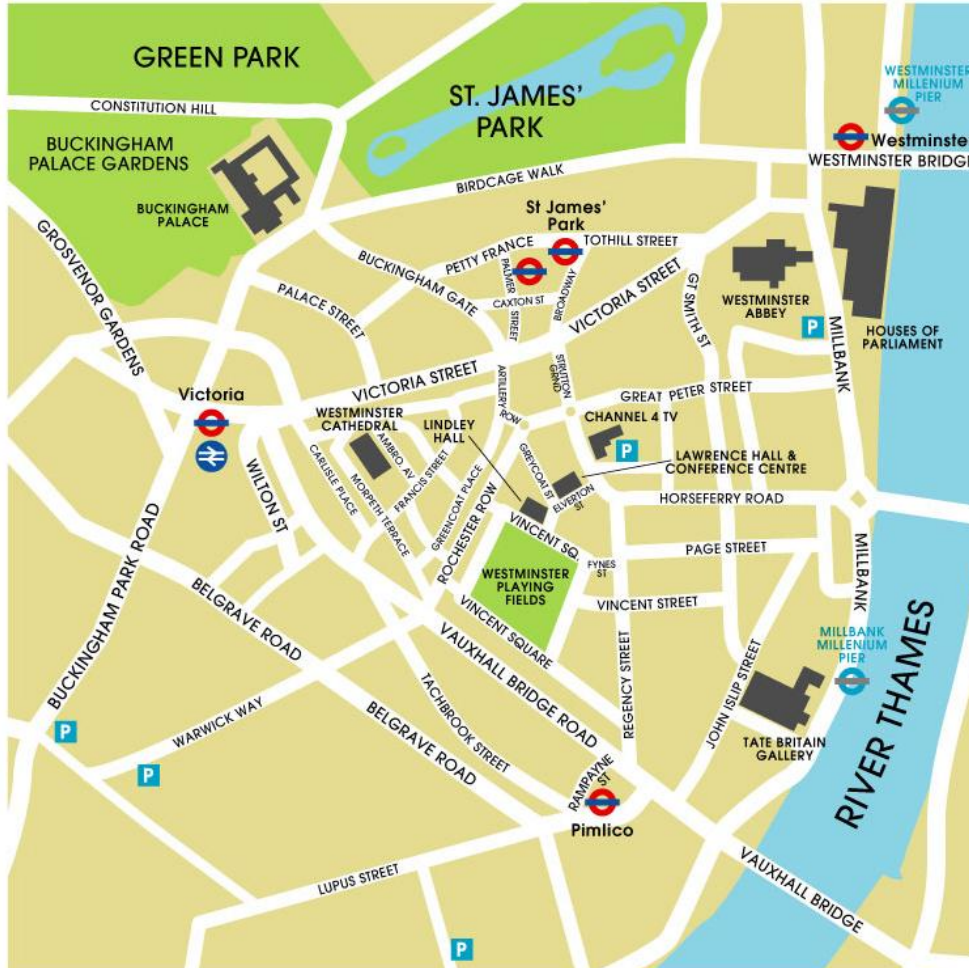 GREEN PARK
ST. JAMES'
PARK
WESTMINSTER
MILLENIUM
PIER
CONSTITUTION HILL
Westminster
WESTMINSTER BRIDGE
BUCKINGHAM
PALACE GARDENS
BIRDCAGE WALK
BUCKINGHAM
PALACE
St James'
Park
GROSVENOR GARDENS
PETTY FRANCE
TOTHILL STREET
BUCKINGHAM GATE
PALMER
STREET
CAXTON ST
BROADWAY
VICTORIA STREET
GT SMITH ST
WESTMINSTER
ABBEY
P
HOUSES OF
PARLIAMENT
MILLBANK
PALACE STREET
VICTORIA STREET
STRUTTON
GRND
ARTILLERY ROW
GREAT PETER STREET
Victoria
WESTMINSTER
CATHEDRAL
LINDLEY
HALL
CHANNEL 4 TV
P
LAWRENCE HALL &
CONFERENCE CENTRE
AMBRO. AV
FRANCIS STREET
CARLISLE PLACE
MORPETH TERRACE
GREENCOAT PLACE
ROCHESTER ROW
GREYCOAT ST
ELVERTON
ST
HORSEFERRY ROAD
WILTON ST
VINCENT SQ.
FYNES
ST
PAGE STREET
MILLBANK
WESTMINSTER
PLAYING
FIELDS
VINCENT STREET
VINCENT SQUARE
BUCKINGHAM PARK ROAD
BELGRAVE ROAD
VAUXHALL BRIDGE ROAD
REGENCY STREET
JOHN ISLIP STREET
MILLBANK
MILLENIUM
PIER
RIVER THAMES
TACHBROOK STREET
WARWICK WAY
BELGRAVE ROAD
TATE BRITAIN
GALLERY
P
P
RAMPAYNE
ST
Pimlico
LUPUS STREET
VAUXHALL BRIDGE
P